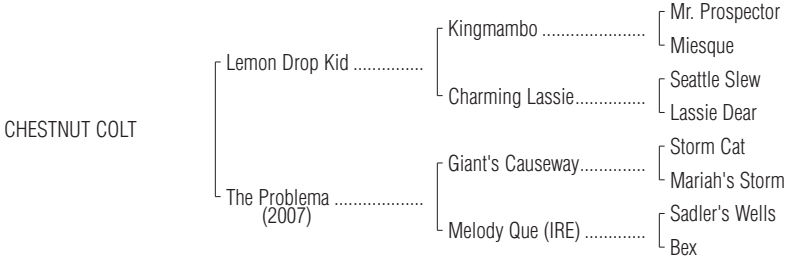 Mr. Prospector
Kingmambo ......................
Miesque
Lemon Drop Kid ...............
Seattle Slew
Charming Lassie...............
Lassie Dear
CHESTNUT COLT
Storm Cat
Giant's Causeway..............
Mariah's Storm
The Problema ...................
(2007)
Sadler's Wells
Melody Que (IRE) .............
Bex